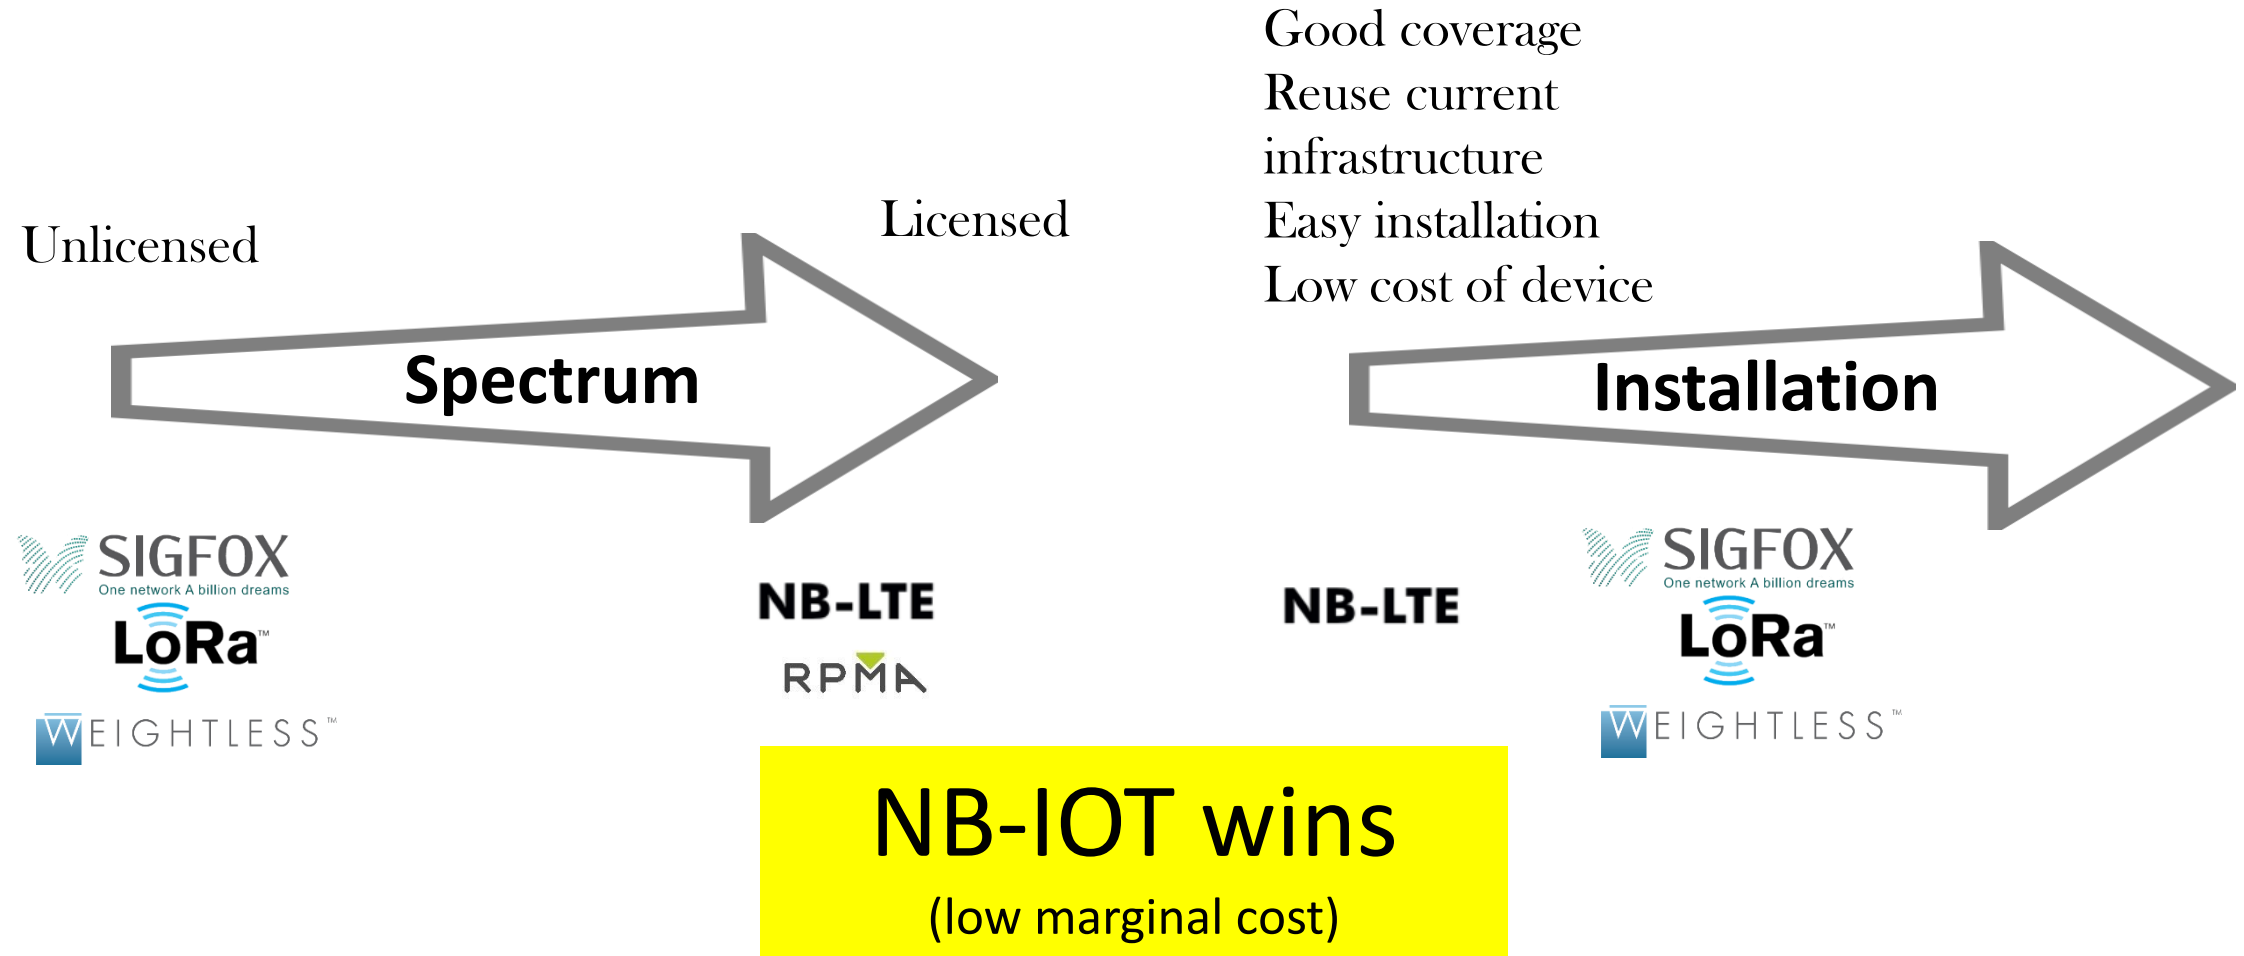 Good coverage
Reuse current
infrastructure
Easy installation
Low cost of device
Unlicensed
Licensed
Spectrum
Installation
SIGFOX
One network A billion dreams
LoRa™
WEIGHTLESS™
NB-LTE
RPMA
NB-LTE
SIGFOX
One network A billion dreams
LoRa™
WEIGHTLESS™
NB-IOT wins
(low marginal cost)